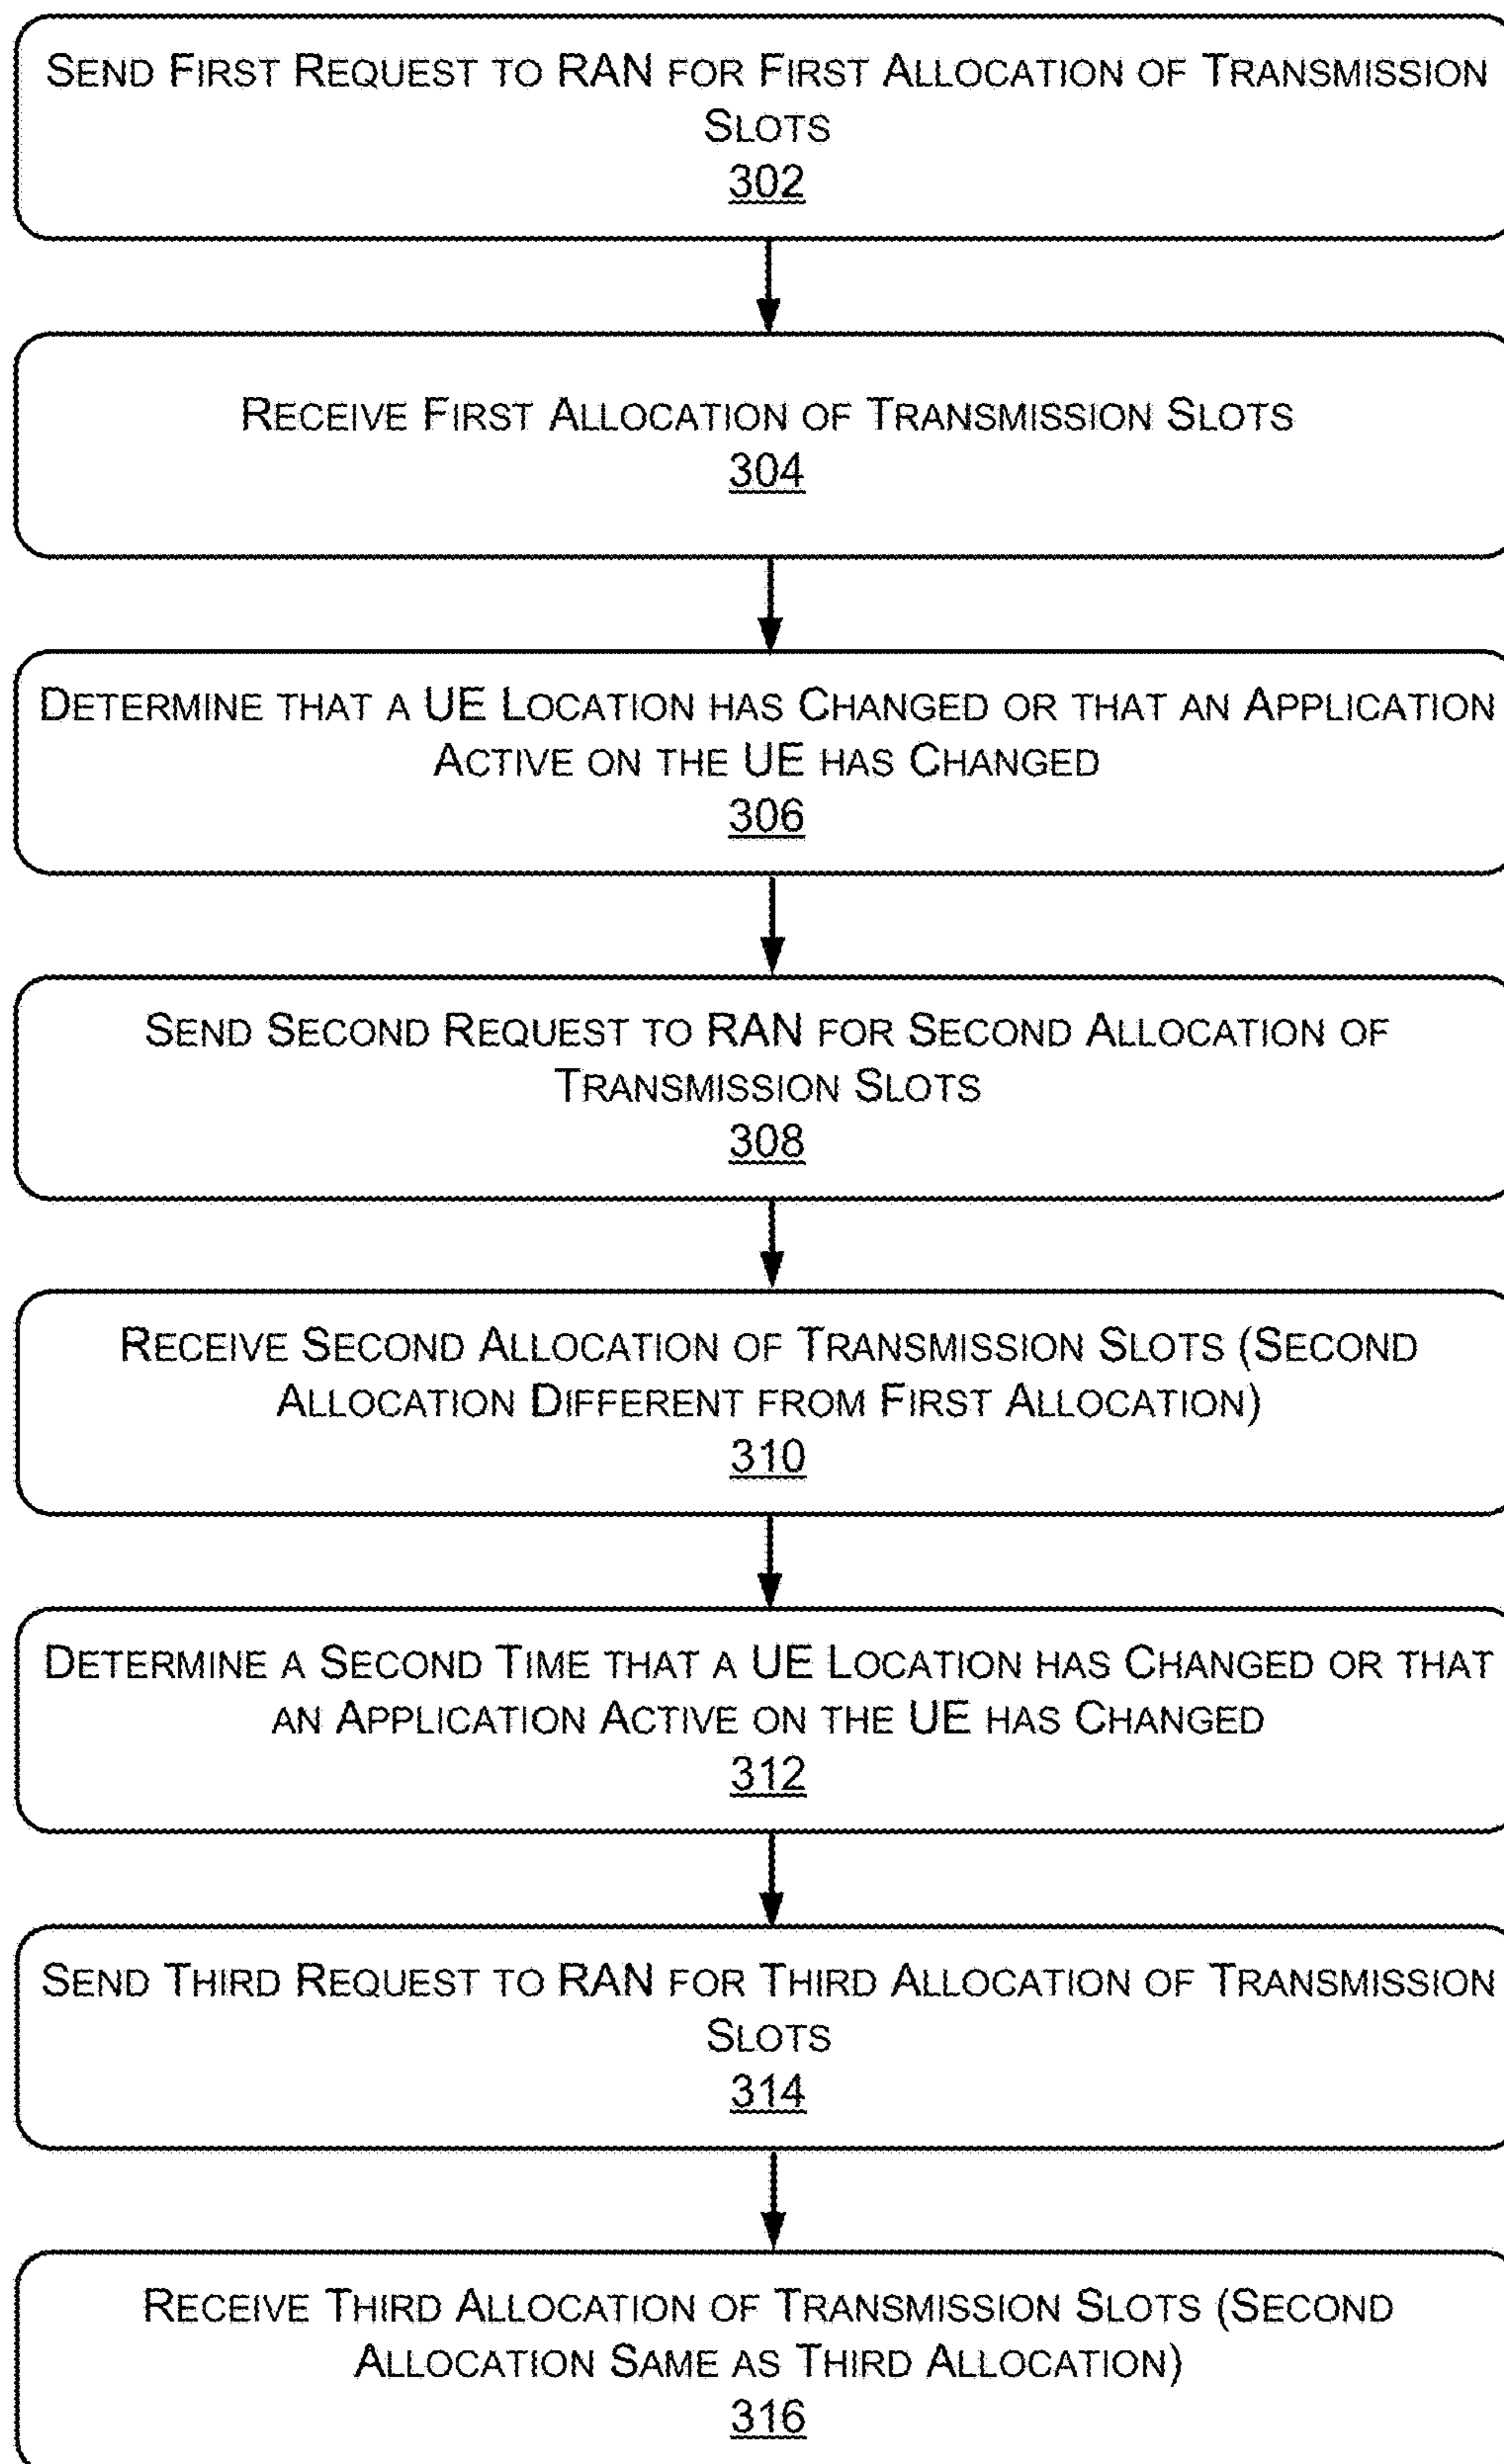 SEND FIRST REQUEST TO RAN FOR FIRST ALLOCATION OF TRANSMISSION
SLOTS
302
RECEIVE FIRST ALLOCATION OF TRANSMISSION SLOTS
304
DETERMINE THAT A UE LOCATION HAS CHANGED OR THAT AN APPLICATION
ACTIVE ON THE UE HAS CHANGED
306
SEND SECOND REQUEST TO RAN FOR SECOND ALLOCATION OF
TRANSMISSION SLOTS
308
RECEIVE SECOND ALLOCATION OF TRANSMISSION SLOTS (SECOND
ALLOCATION DIFFERENT FROM FIRST ALLOCATION)
310
DETERMINE A SECOND TIME THAT A UE LOCATION HAS CHANGED OR THAT
AN APPLICATION ACTIVE ON THE UE HAS CHANGED
312
SEND THIRD REQUEST TO RAN FOR THIRD ALLOCATION OF TRANSMISSION
SLOTS
314
RECEIVE THIRD ALLOCATION OF TRANSMISSION SLOTS (SECOND
ALLOCATION SAME AS THIRD ALLOCATION)
316